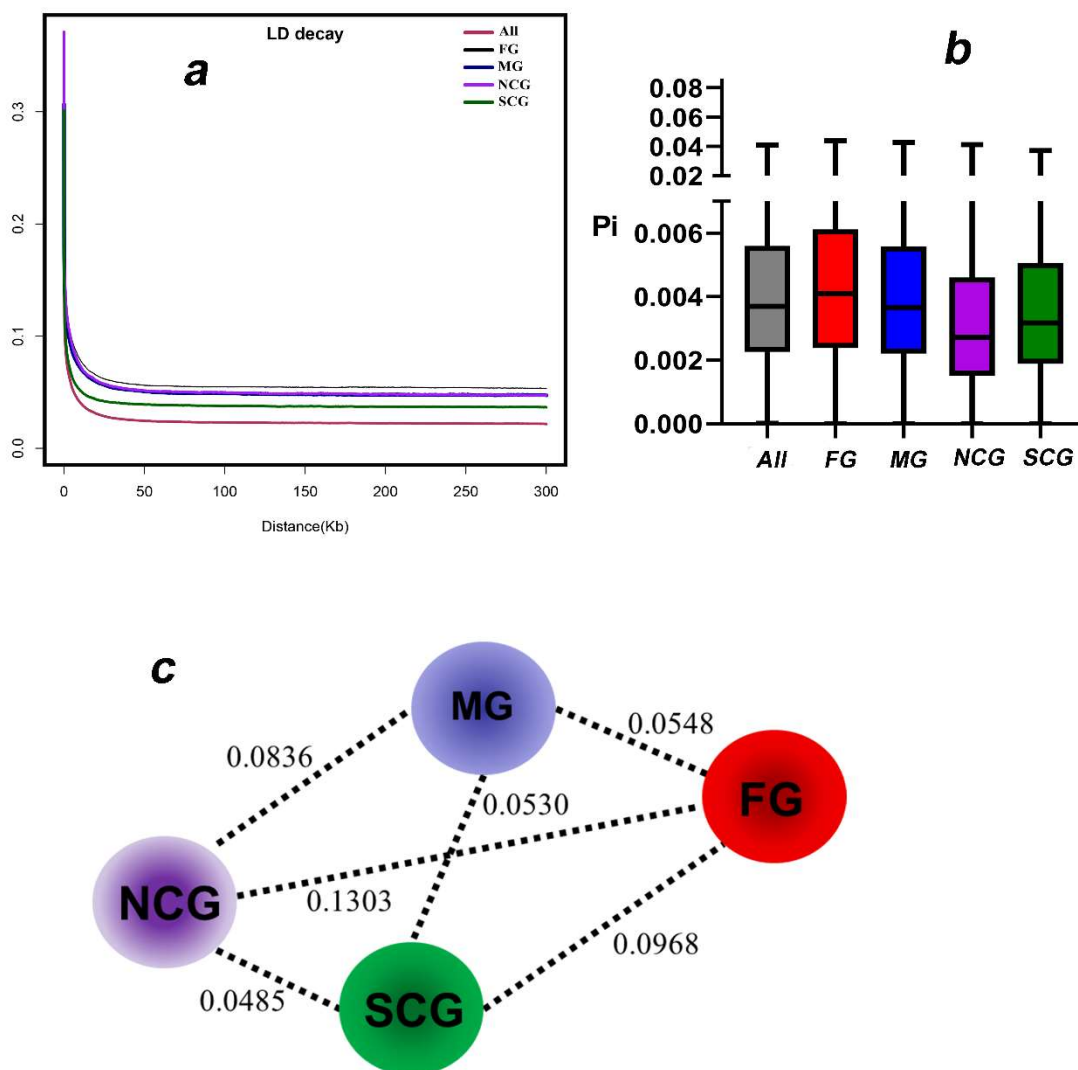 LD decay
a
All
FG
MG
NCG
SCG
0.3
0.2
0.1
0.0
0 50 100 150 200 250 300
Distance(Kb)
b
0.08
0.06
0.04
0.02
Pi
0.006
0.004
0.002
0.000
All FG MG NCG SCG
c
MG
0.0548
0.0836
FG
0.0530
NCG
0.1303
0.0968
0.0485
SCG